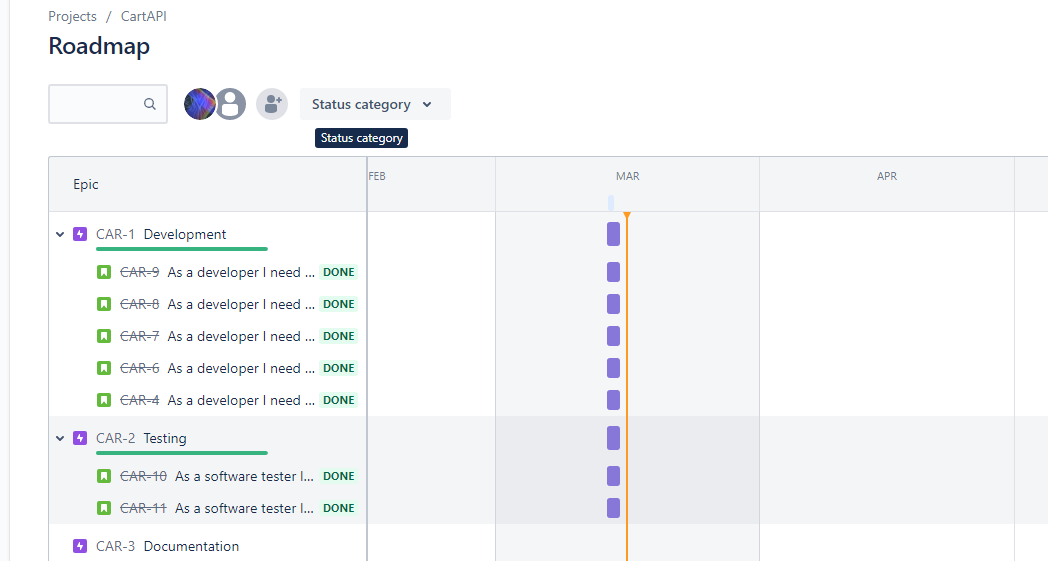 Projects / CartAPI
Roadmap
Status category
Status category
Epic
FEB MAR APR
CAR-1 Development
CAR-9 As a developer I need ... DONE
CAR-8 As a developer I need ... DONE
CAR-7 As a developer I need ... DONE
CAR-6 As a developer I need ... DONE
CAR-4 As a developer I need ... DONE
CAR-2 Testing
CAR-10 As a software tester I... DONE
CAR-11 As a software tester I... DONE
CAR-3 Documentation